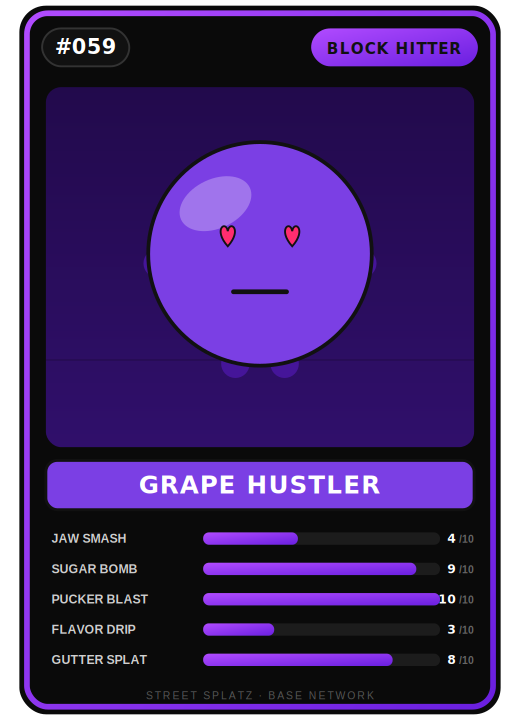 #059
BLOCK HITTER
GRAPE HUSTLER
JAW SMASH 4 /10
SUGAR BOMB 9 /10
PUCKER BLAST 10 /10
FLAVOR DRIP 3 /10
GUTTER SPLAT 8 /10
STREET SPLATZ · BASE NETWORK